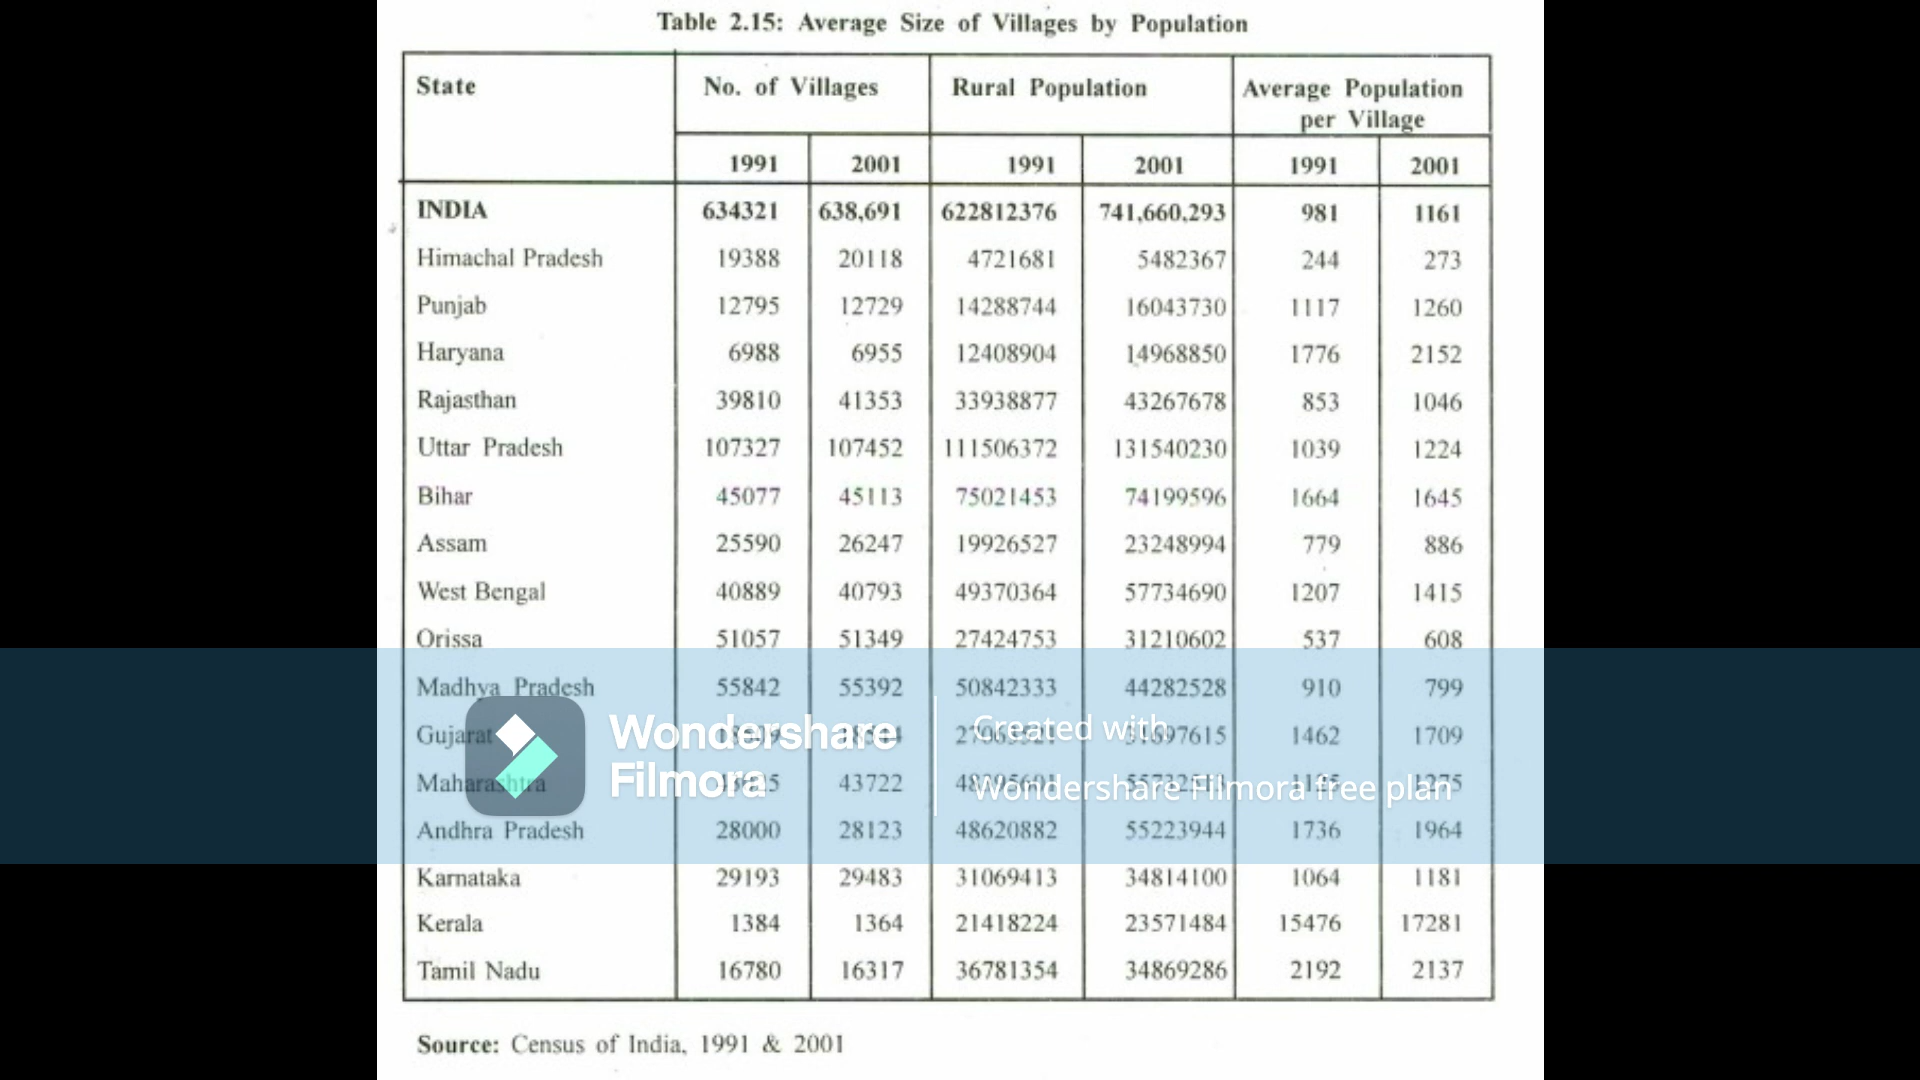 Table 2.15: Average Size of Villages by Population
State No. of Villages Rural Population Average Population per Village
1991 2001 1991 2001 1991 2001
INDIA 634321 638,691 622812376 741,660,293 981 1161
Himachal Pradesh 19388 20118 4721681 5482367 244 273
Punjab 12795 12729 14288744 16043730 1117 1260
Haryana 6988 6955 12408904 14968850 1776 2152
Rajasthan 39810 41353 33938877 43267678 853 1046
Uttar Pradesh 107327 107452 111506372 131540230 1039 1224
Bihar 45077 45113 75021453 74199596 1664 1645
Assam 25590 26247 19926527 23248994 779 886
West Bengal 40889 40793 49370364 57734690 1207 1415
Orissa 51057 51349 27424753 31210602 537 608
Madhya Pradesh 55842 55392 50842333 44282528 910 799
Gujarat 1462 1709
Maharashtra 43722 1275
Andhra Pradesh 28000 28123 48620882 55223944 1736 1964
Karnataka 29193 29483 31069413 34814100 1064 1181
Kerala 1384 1364 21418224 23571484 15476 17281
Tamil Nadu 16780 16317 36781354 34869286 2192 2137
Source: Census of India, 1991 & 2001
Wondershare
Filmora
Created with
Wondershare Filmora free plan